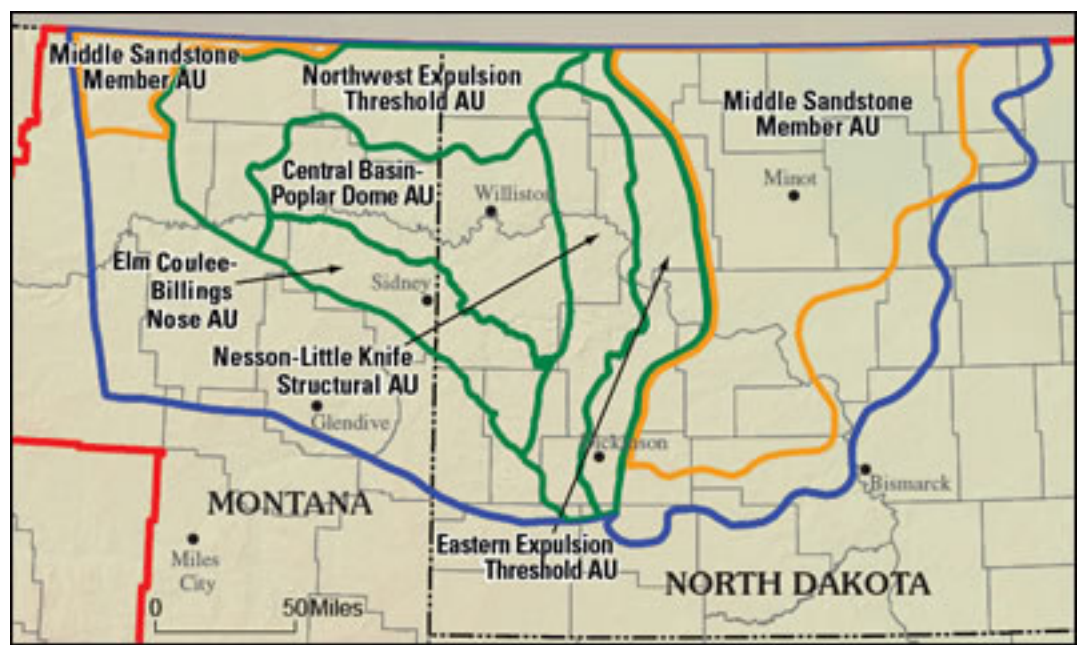 Middle Sandstone
Member AU
Northwest Expulsion
Threshold AU
Middle Sandstone
Member AU
Central Basin-
Poplar Dome AU
Williston
Minot
Elm Coulee-
Billings
Nose AU
Sidney
Nesson-Little Knife
Structural AU
Glendive
Dickinson
Bismarck
MONTANA
Eastern Expulsion
Threshold AU
NORTH DAKOTA
Miles
City
0 50Miles